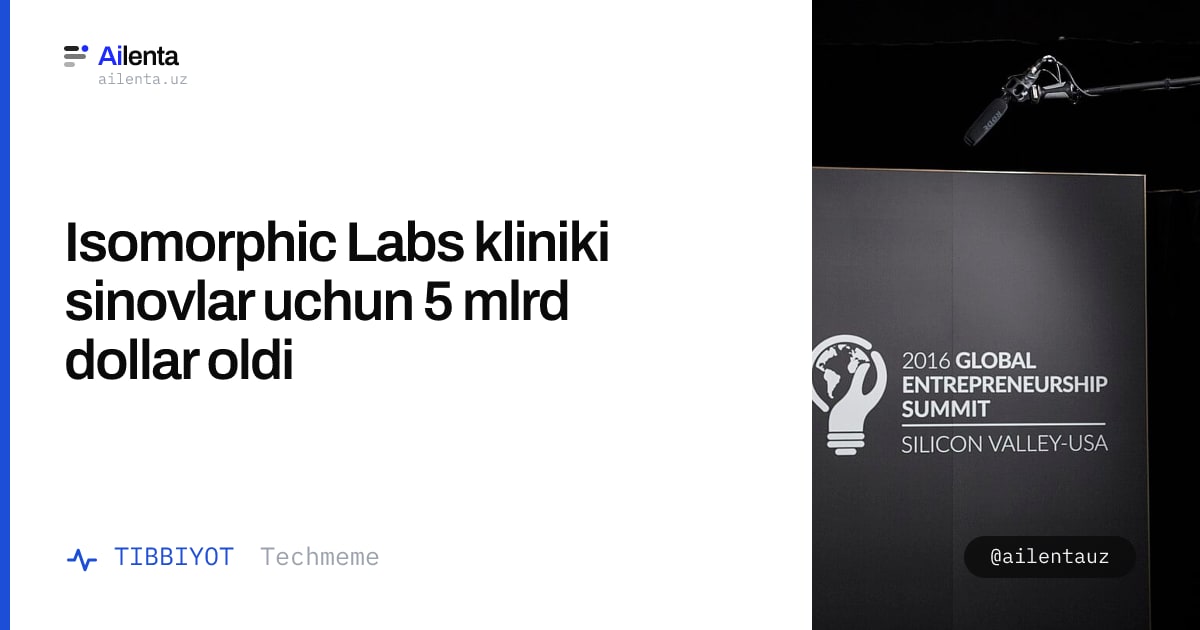 Ailenta
ailenta.uz
Isomorphic Labs kliniki
sinovlar uchun 5 mlrd
dollar oldi
TIBBIYOT Techmeme
RODE
2016 GLOBAL
ENTREPRENEURSHIP
SUMMIT
SILICON VALLEY-USA
@ailentauz